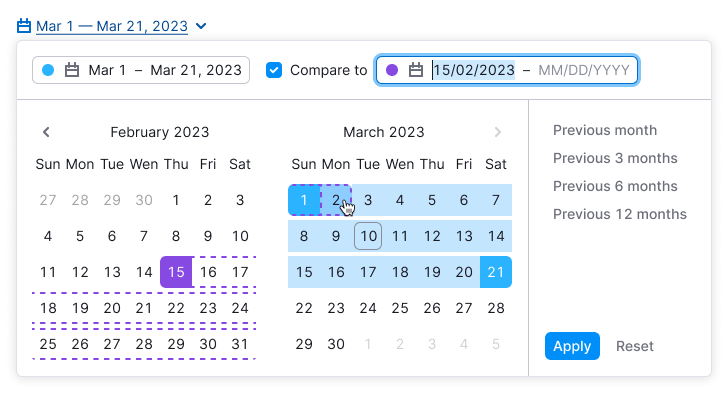 Mar 1 — Mar 21, 2023
Mar 1 – Mar 21, 2023 Compare to 15/02/2023 – MM/DD/YYYY
February 2023
Sun Mon Tue Wen Thu Fri Sat
27 28 29 30 1 2 3
4 5 6 7 8 9 10
11 12 13 14 15 16 17
18 19 20 21 22 23 24
25 26 27 28 29 30 31
March 2023
Sun Mon Tue Wen Thu Fri Sat
1 2 3 4 5 6 7
8 9 10 11 12 13 14
15 16 17 18 19 20 21
22 23 24 25 26 27 28
29 30 1 2 3 4 5
Previous month
Previous 3 months
Previous 6 months
Previous 12 months
Apply Reset